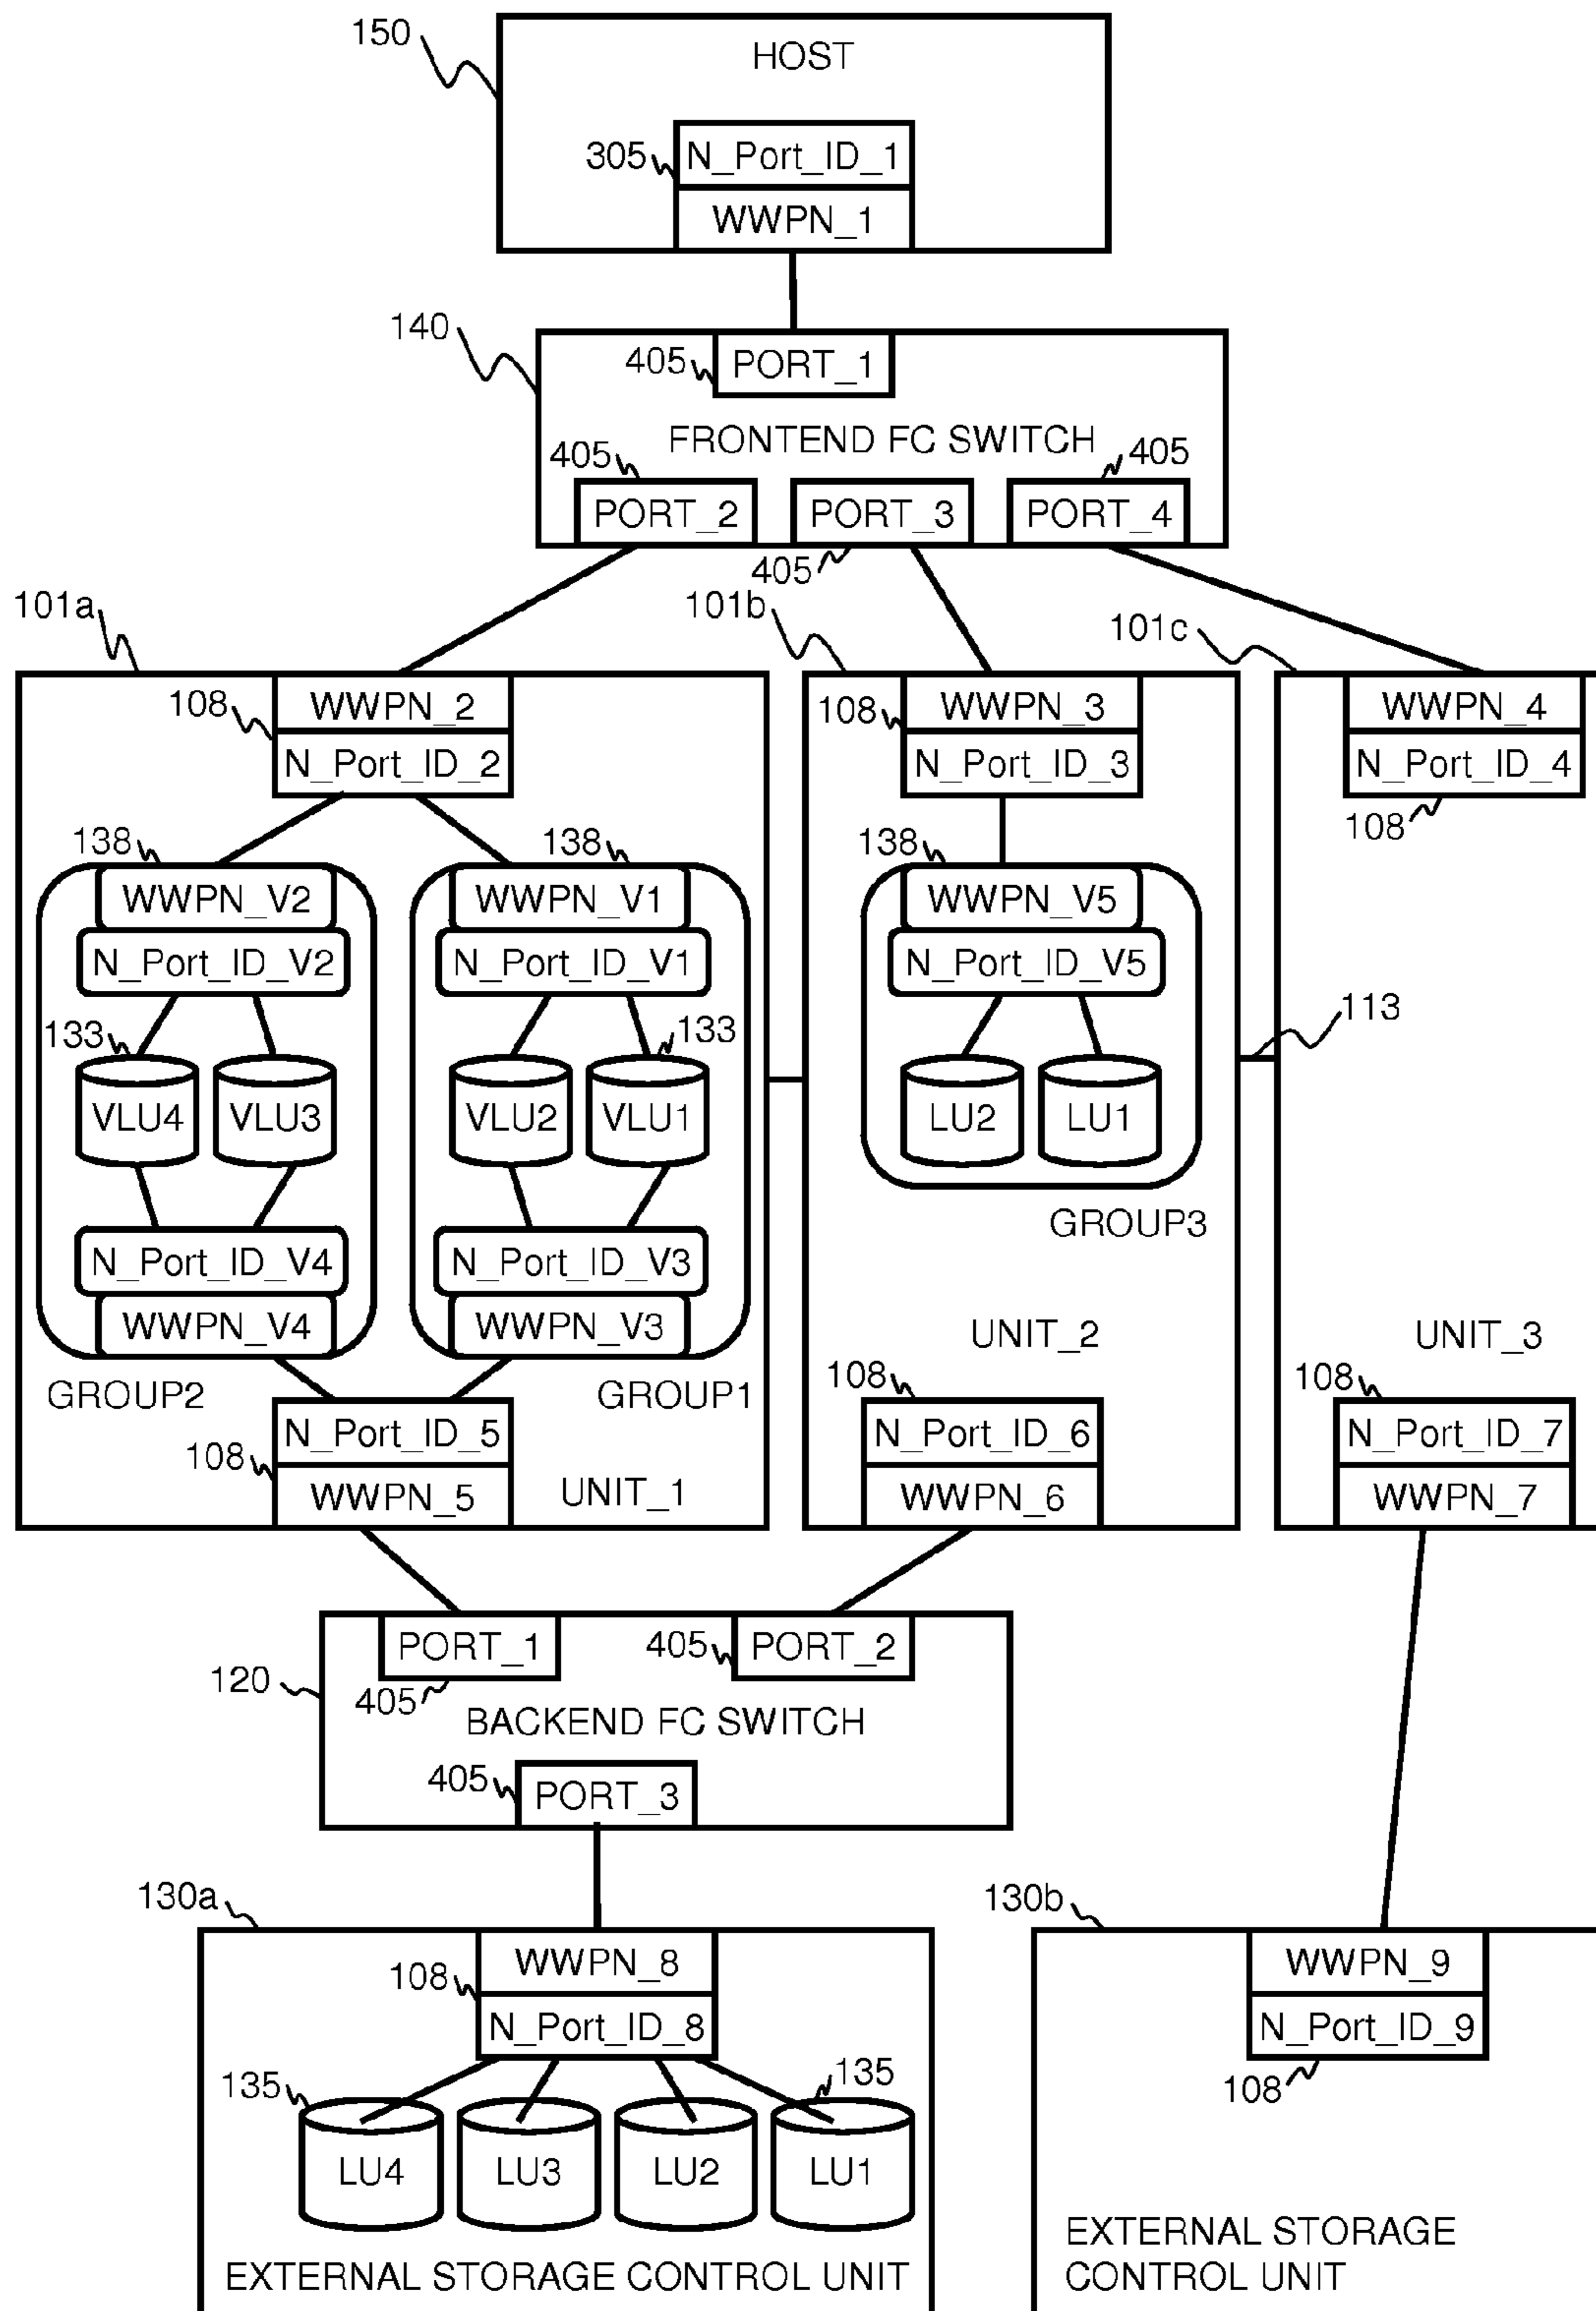 150
HOST
305
N_Port_ID_1
WWPN_1
140
405
PORT_1
FRONTEND FC SWITCH
405
405
PORT_2
PORT_3
PORT_4
405
101a
101b
101c
108
WWPN_2
N_Port_ID_2
108
WWPN_3
N_Port_ID_3
WWPN_4
N_Port_ID_4
108
138
138
138
WWPN_V2
N_Port_ID_V2
WWPN_V1
N_Port_ID_V1
WWPN_V5
N_Port_ID_V5
133
133
113
VLU4
VLU3
VLU2
VLU1
LU2
LU1
GROUP3
N_Port_ID_V4
WWPN_V4
N_Port_ID_V3
WWPN_V3
UNIT_2
UNIT_3
GROUP2
GROUP1
108
108
N_Port_ID_5
WWPN_5
108
UNIT_1
N_Port_ID_6
WWPN_6
N_Port_ID_7
WWPN_7
PORT_1
405
PORT_2
120
405
BACKEND FC SWITCH
405
PORT_3
130a
130b
WWPN_8
108
N_Port_ID_8
WWPN_9
N_Port_ID_9
108
135
135
LU4
LU3
LU2
LU1
EXTERNAL STORAGE CONTROL UNIT
EXTERNAL STORAGE
CONTROL UNIT